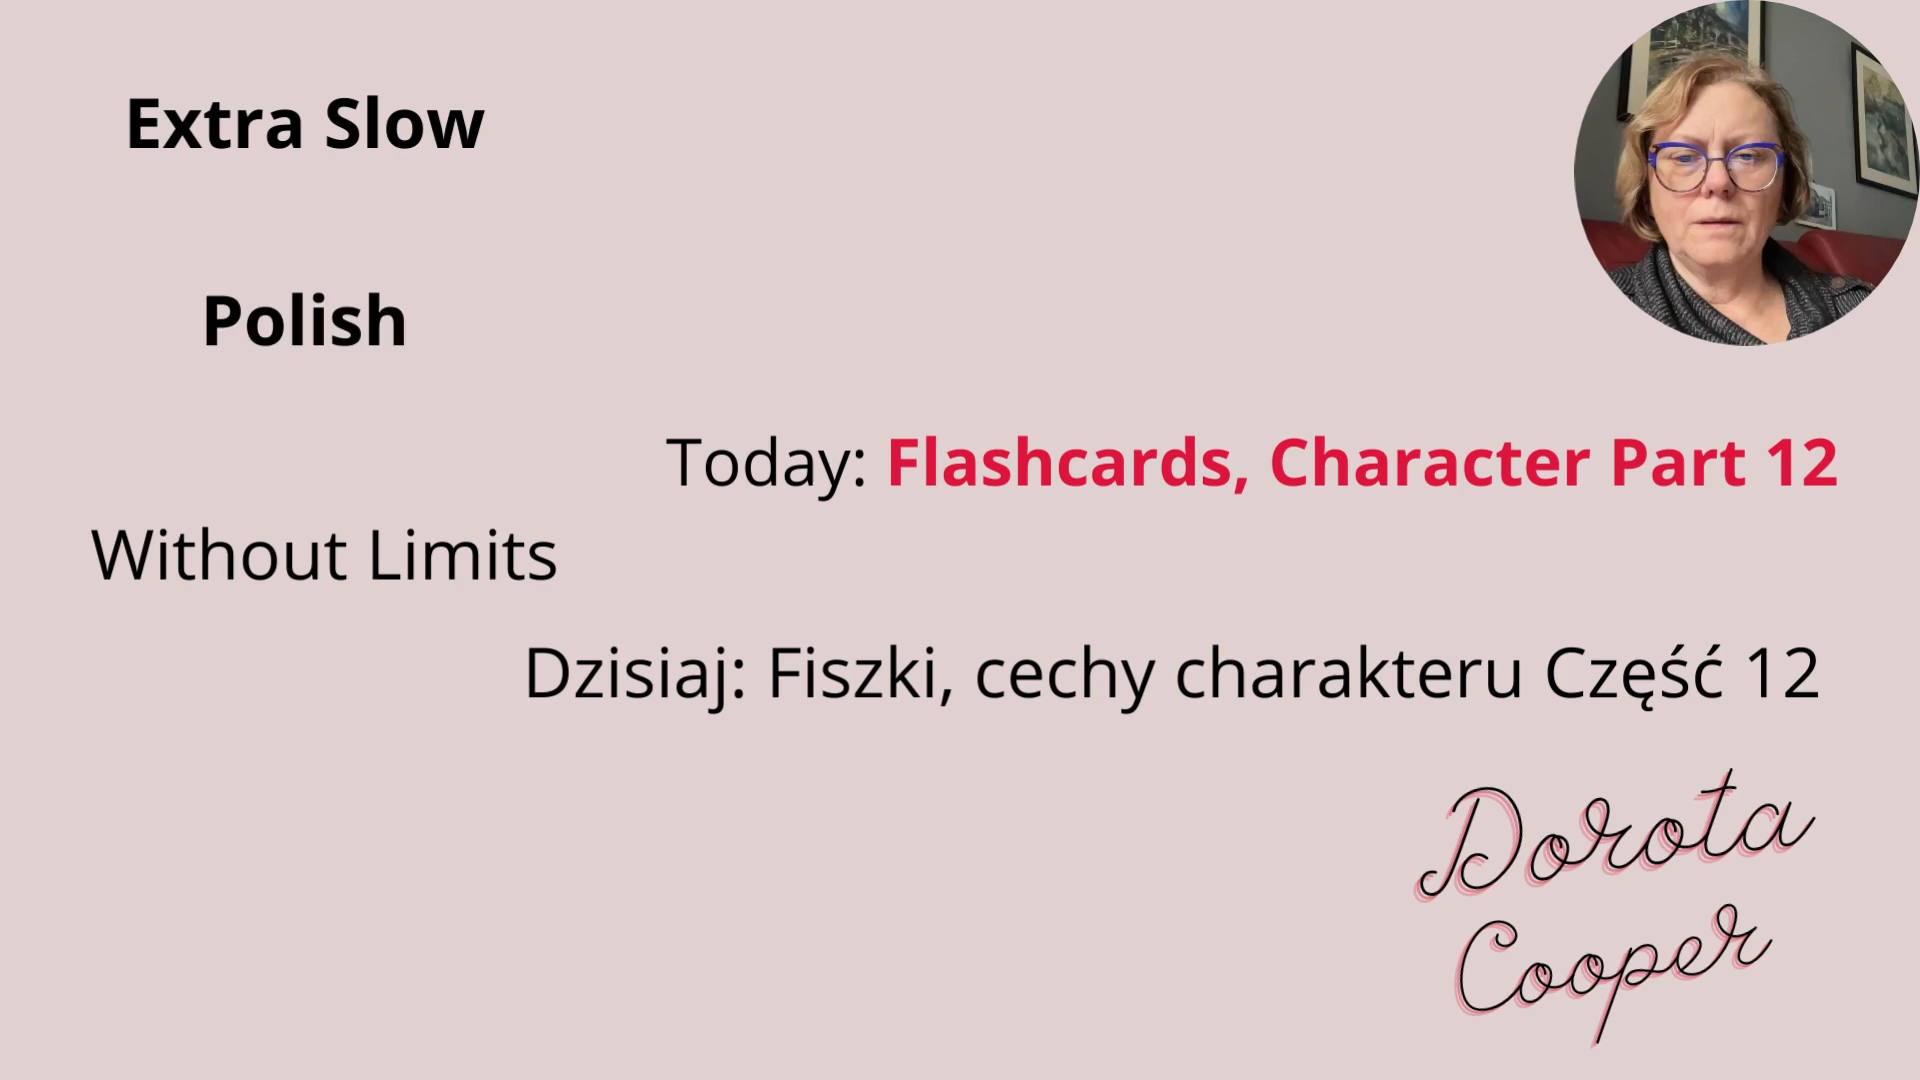 Extra Slow
Polish
Today: Flashcards, Character Part 12
Without Limits
Dzisiaj: Fiszki, cechy charakteru Część 12
Dorota
Cooper